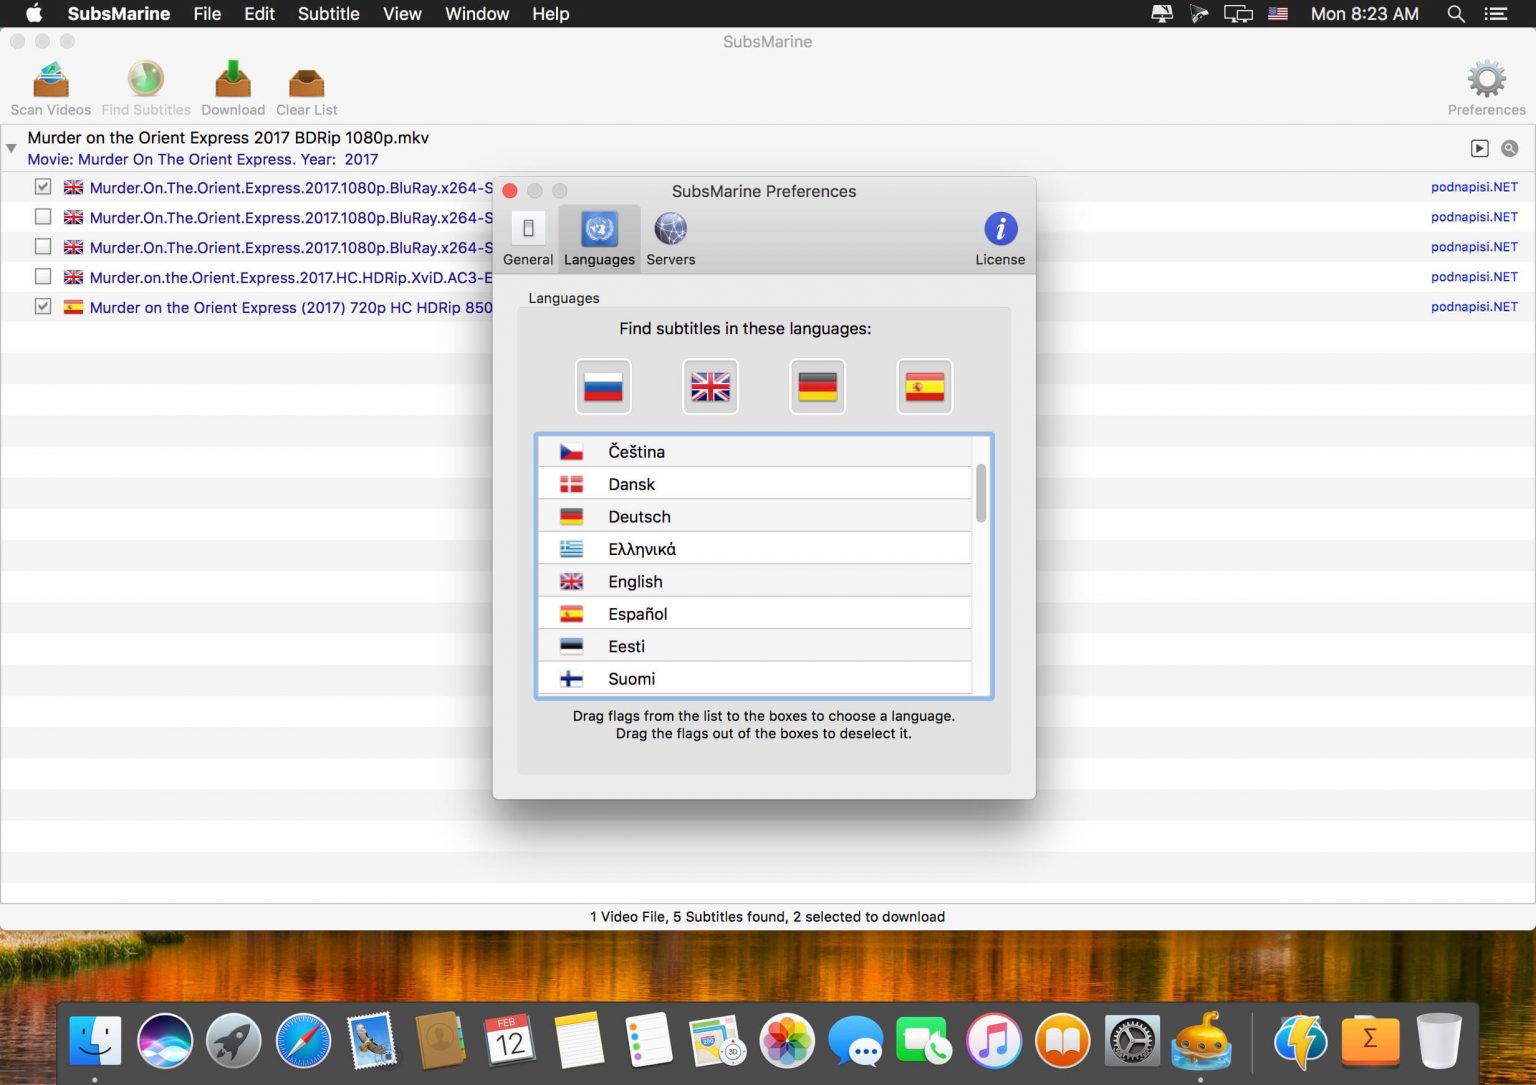 SubsMarine File Edit Subtitle View Window Help Mon 8:23 AM
SubsMarine
Scan Videos Find Subtitles Download Clear List Preferences
Murder on the Orient Express 2017 BDRip 1080p.mkv
Movie: Murder On The Orient Express. Year: 2017
Murder.On.The.Orient.Express.2017.1080p.BluRay.x264-S podnapisi.NET
Murder.On.The.Orient.Express.2017.1080p.BluRay.x264-S podnapisi.NET
Murder.On.The.Orient.Express.2017.1080p.BluRay.x264-S podnapisi.NET
Murder.on.the.Orient.Express.2017.HC.HDRip.XviD.AC3-E podnapisi.NET
Murder on the Orient Express (2017) 720p HC HDRip 850 podnapisi.NET
SubsMarine Preferences
General Languages Servers License
Languages
Find subtitles in these languages:
Čeština
Dansk
Deutsch
Ελληνικά
English
Español
Eesti
Suomi
Drag flags from the list to the boxes to choose a language.
Drag the flags out of the boxes to deselect it.
1 Video File, 5 Subtitles found, 2 selected to download
FEB
12
280
3D
Σ